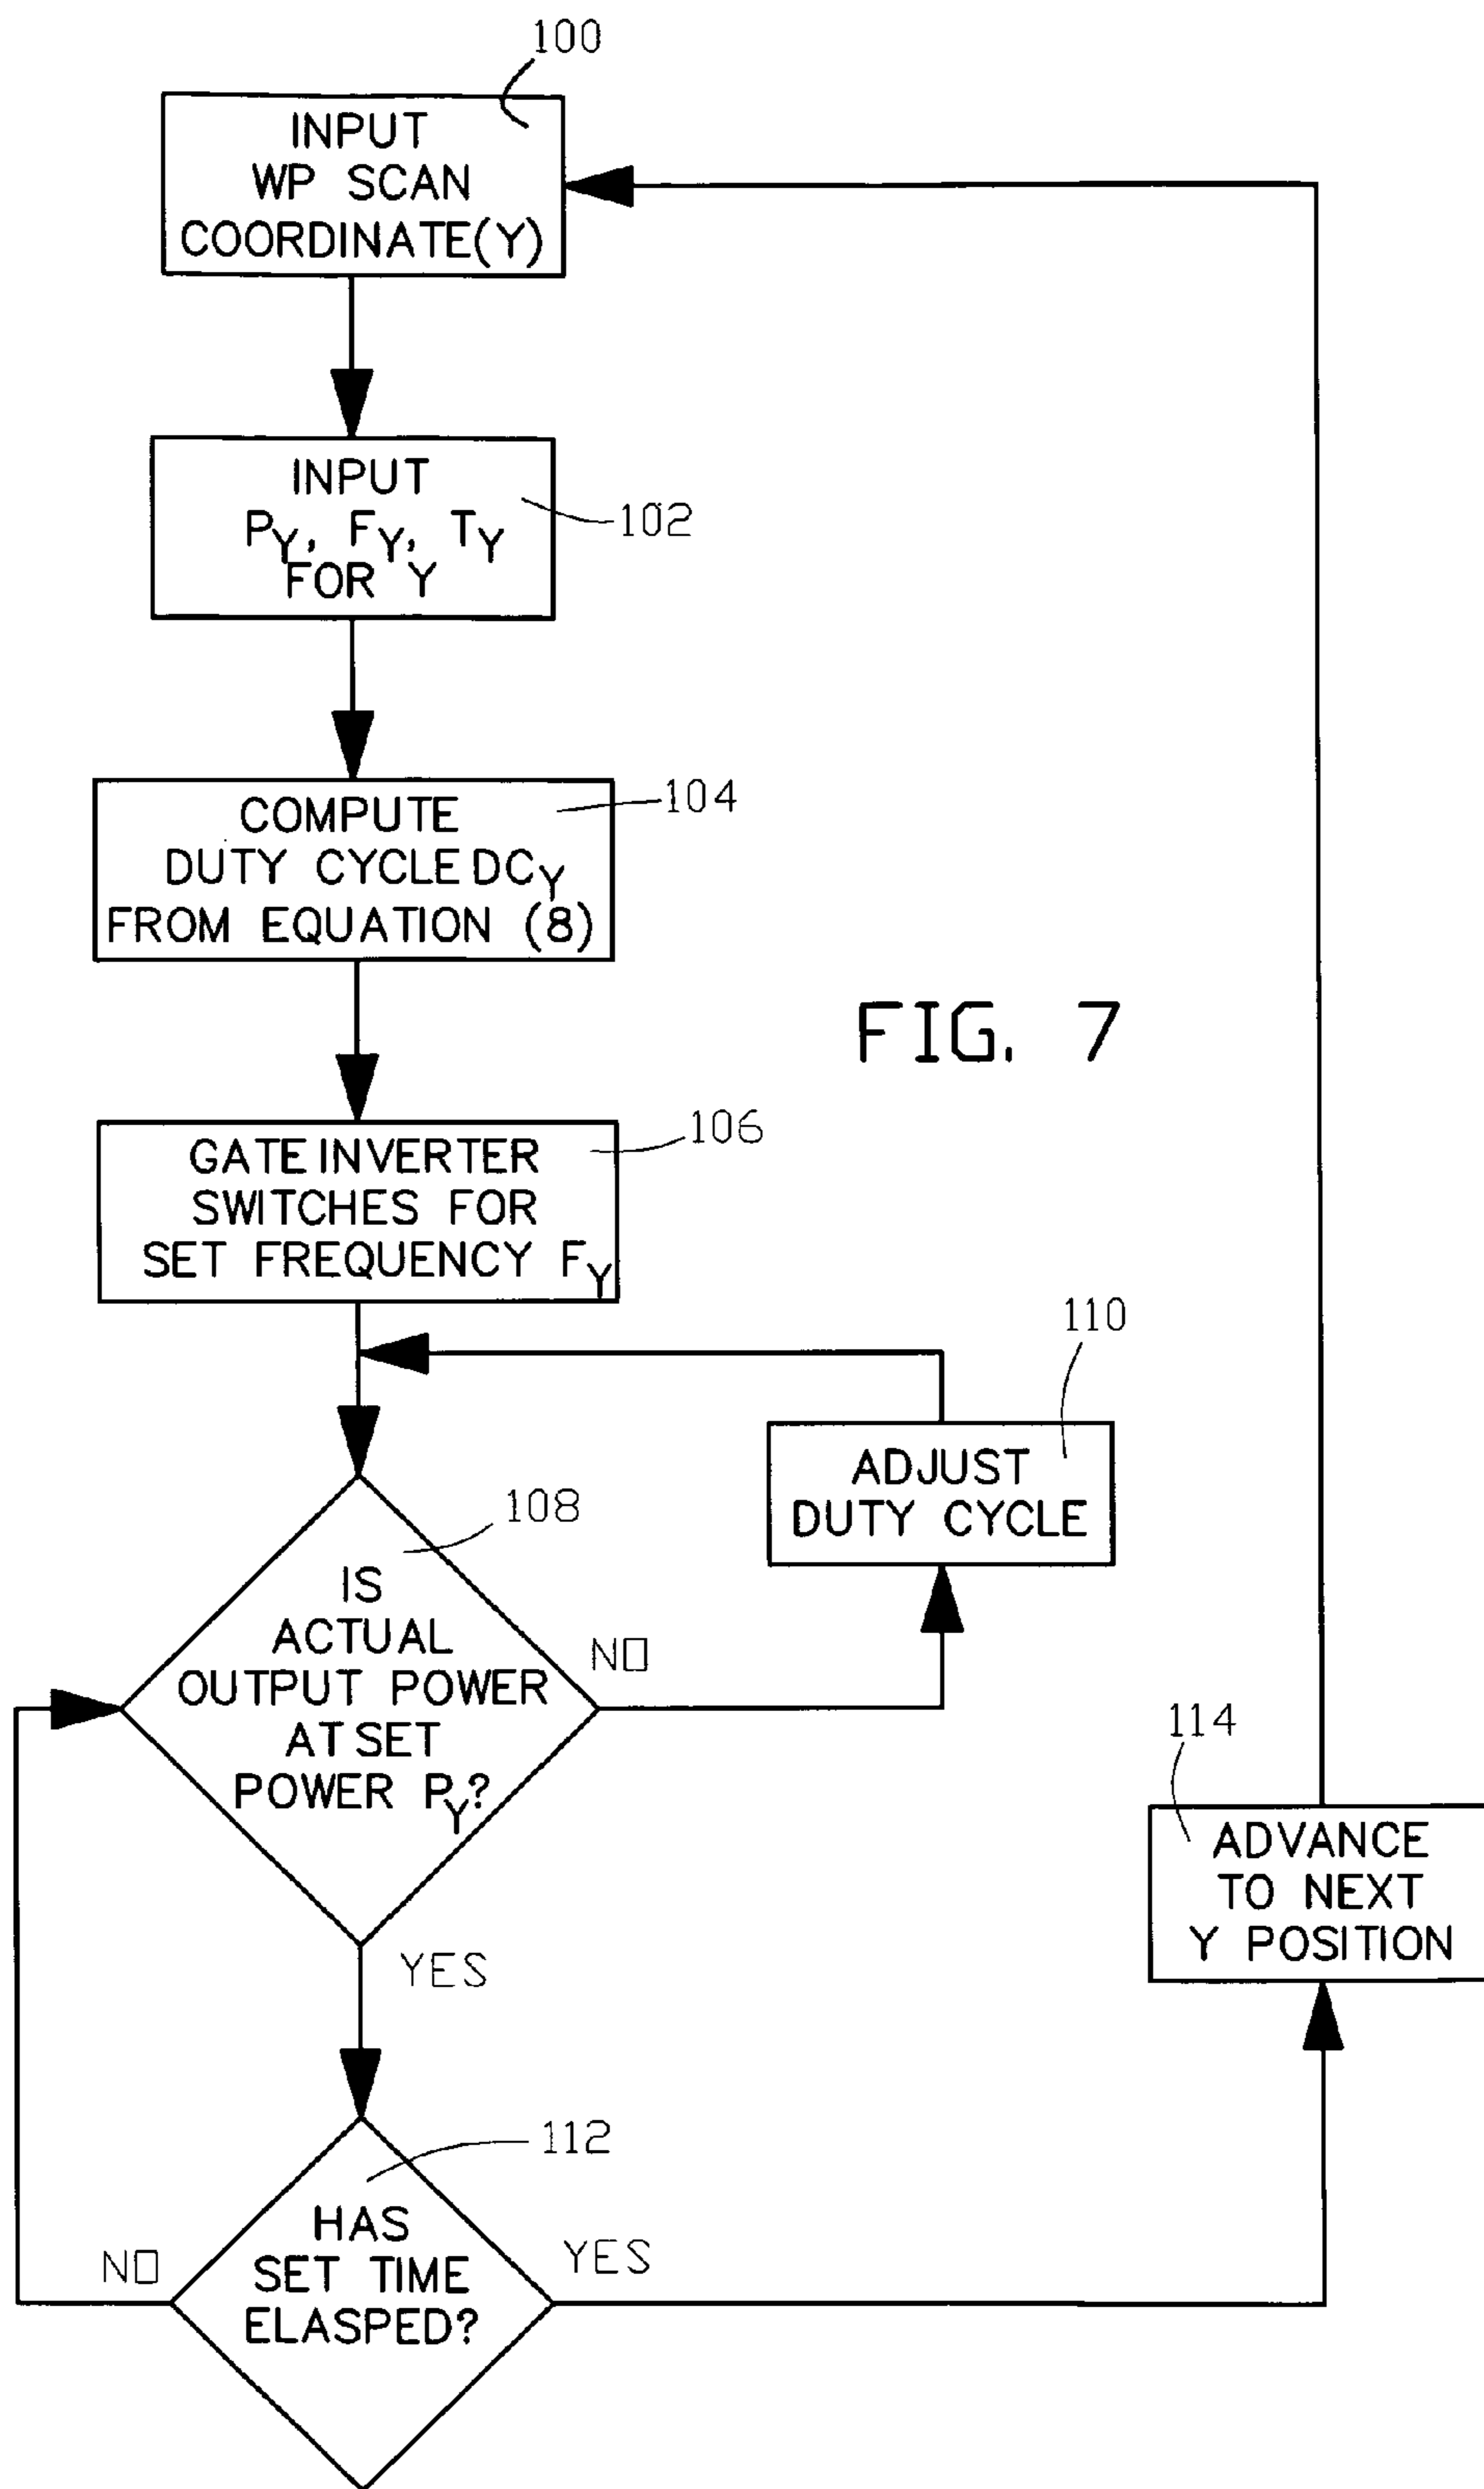 100
INPUT
WP SCAN
COORDINATE(Y)
INPUT
PY, FY, TY
FOR Y
102
COMPUTE
DUTY CYCLE DCY
FROM EQUATION (8)
104
FIG. 7
GATE INVERTER
SWITCHES FOR
SET FREQUENCY FY
106
110
ADJUST
DUTY CYCLE
108
IS
ACTUAL
OUTPUT POWER
AT SET
POWER PY?
NO
YES
114
ADVANCE
TO NEXT
Y POSITION
112
HAS
SET TIME
ELASPED?
NO
YES